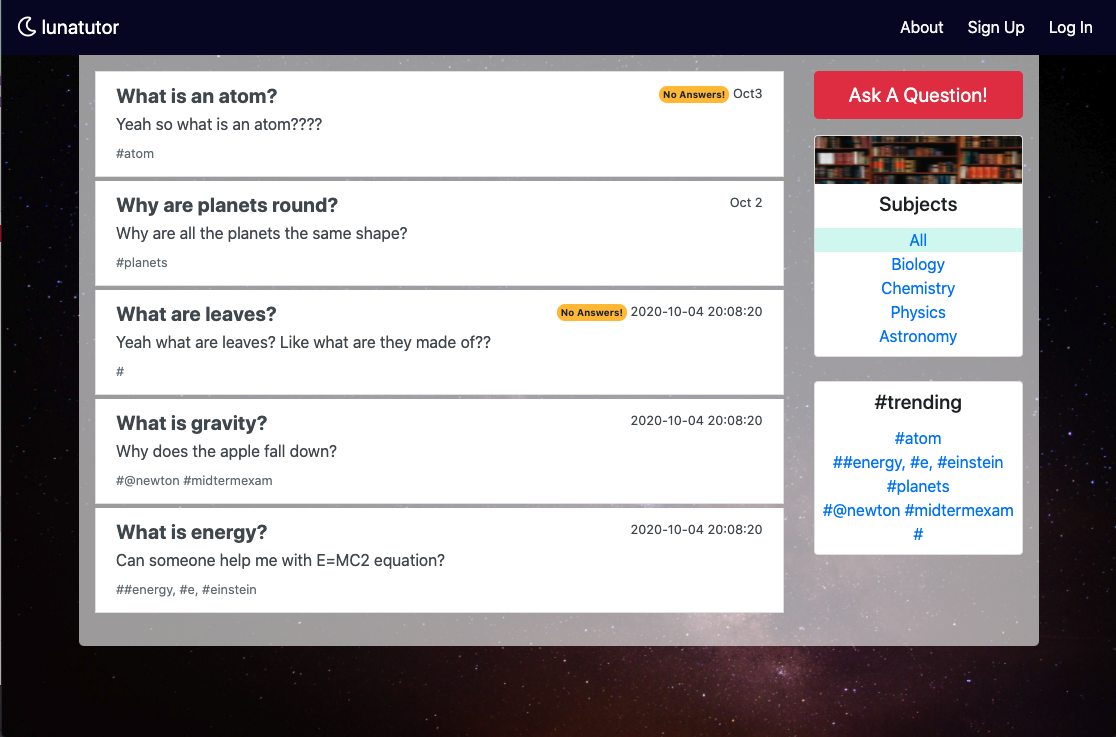 lunatutor
About Sign Up Log In
What is an atom?
No Answers! Oct3
Yeah so what is an atom????
#atom
Why are planets round?
Oct 2
Why are all the planets the same shape?
#planets
What are leaves?
No Answers! 2020-10-04 20:08:20
Yeah what are leaves? Like what are they made of??
#
What is gravity?
2020-10-04 20:08:20
Why does the apple fall down?
#@newton #midtermexam
What is energy?
2020-10-04 20:08:20
Can someone help me with E=MC2 equation?
##energy, #e, #einstein
Ask A Question!
Subjects
All
Biology
Chemistry
Physics
Astronomy
#trending
#atom
##energy, #e, #einstein
#planets
#@newton #midtermexam
#